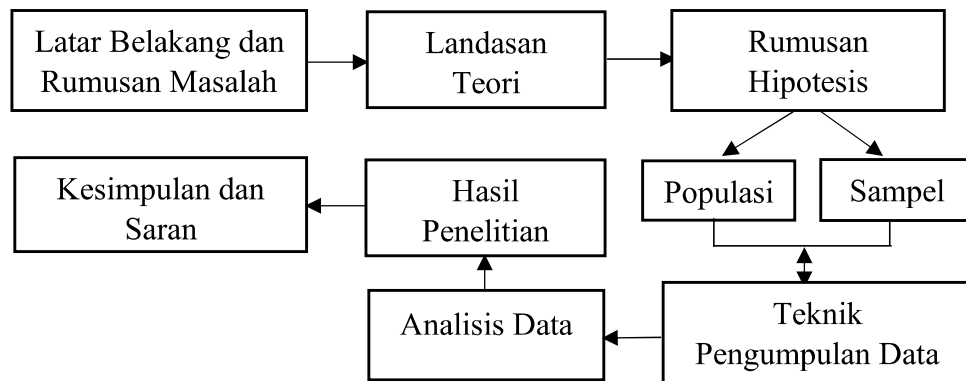 Latar Belakang dan
Rumusan Masalah
Landasan
Teori
Rumusan
Hipotesis
Populasi
Sampel
Teknik
Pengumpulan Data
Analisis Data
Hasil
Penelitian
Kesimpulan dan
Saran